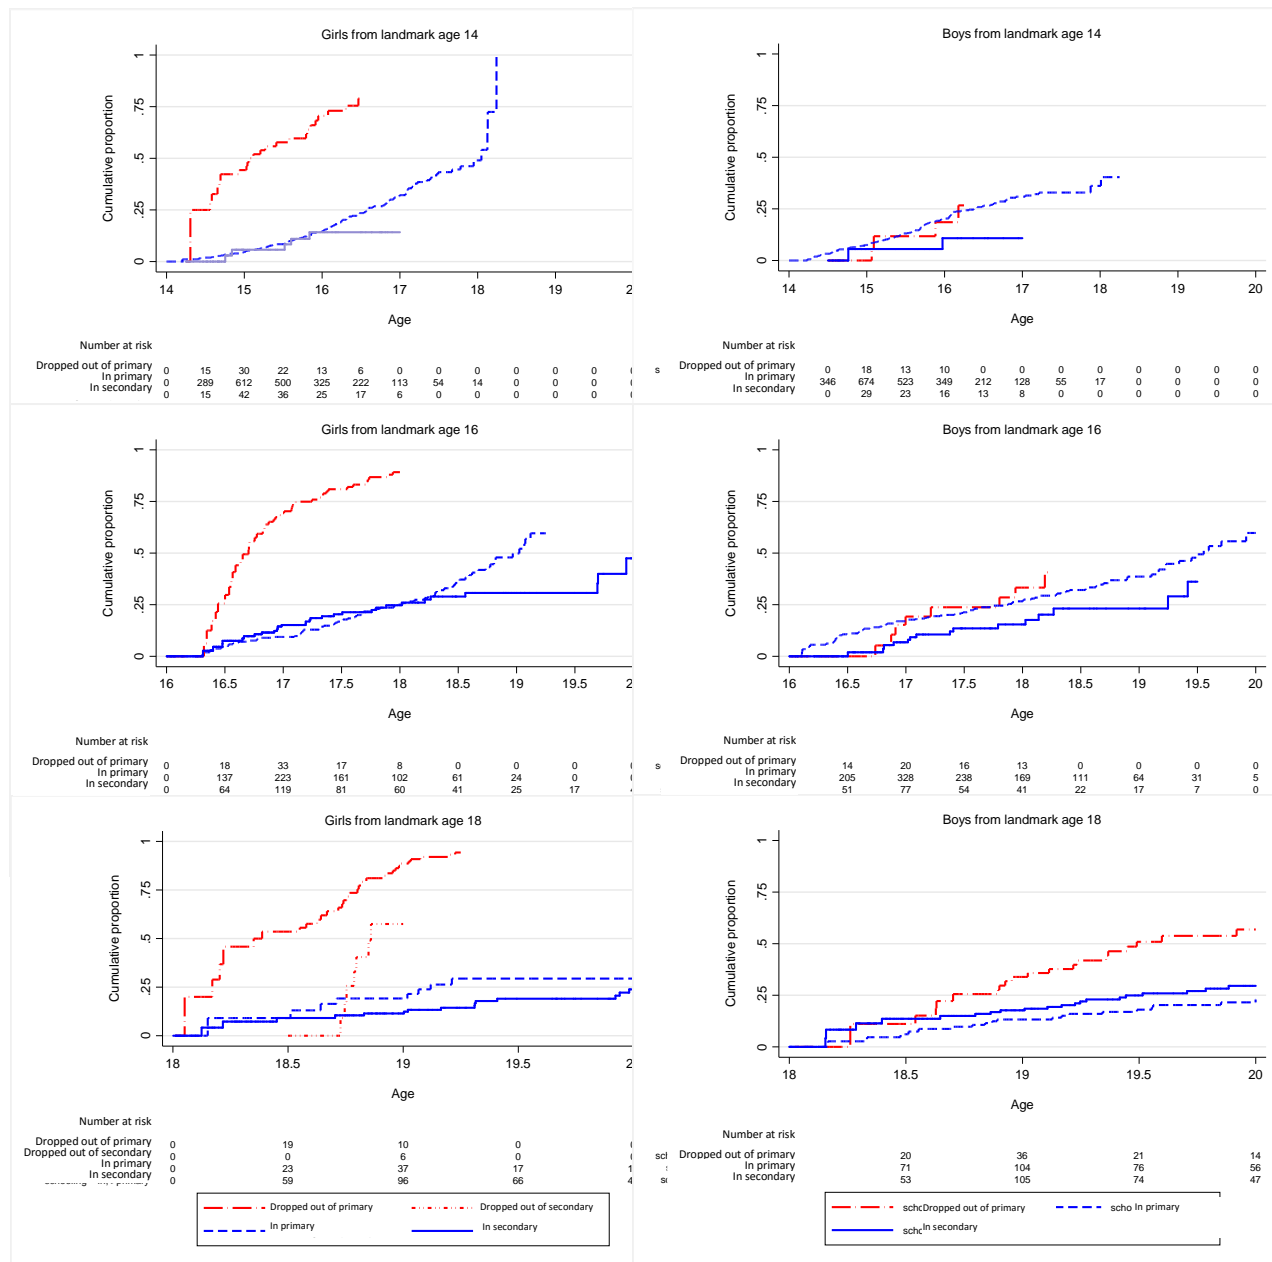 Girls from landmark age 14
Cumulative proportion
0 .25 .5 .75 1
14 15 16 17 18 19
Age
Number at risk
Dropped out of primary 0 15 30 22 13 6 0 0 0 0 0 0
In primary 0 289 612 500 325 222 113 54 14 0 0 0
In secondary 0 15 42 36 25 17 6 0 0 0 0 0
Boys from landmark age 14
Cumulative proportion
0 .25 .5 .75 1
14 15 16 17 18 19 20
Age
Number at risk
Dropped out of primary 0 18 13 10 0 0 0 0 0 0 0 0
In primary 346 674 523 349 212 128 55 17 0 0 0 0 0
In secondary 0 29 23 16 13 8 0 0 0 0 0 0 0
Girls from landmark age 16
Cumulative proportion
0 .25 .5 .75 1
16 16.5 17 17.5 18 18.5 19 19.5
Age
Number at risk
Dropped out of primary 0 18 33 17 8 0 0 0
In primary 0 137 223 161 102 61 24 0
In secondary 0 64 119 81 60 41 25 17
Boys from landmark age 16
Cumulative proportion
0 .25 .5 .75 1
16 16.5 17 17.5 18 18.5 19 19.5 20
Age
Number at risk
Dropped out of primary 14 20 16 13 0 0 0 0
In primary 205 328 238 169 111 64 31 5
In secondary 51 77 54 41 22 17 7 0
Girls from landmark age 18
Cumulative proportion
0 .25 .5 .75 1
18 18.5 19 19.5
Age
Number at risk
Dropped out of primary 0 19 10 0
Dropped out of secondary 0 0 6 0
In primary 0 23 37 17
In secondary 0 59 96 66
Dropped out of primary
Dropped out of secondary
In primary
In secondary
Boys from landmark age 18
Cumulative proportion
0 .25 .5 .75 1
18 18.5 19 19.5 20
Age
Number at risk
Dropped out of primary 20 36 21 14
In primary 71 104 76 56
In secondary 53 105 74 47
Dropped out of primary
scho In primary
In secondary